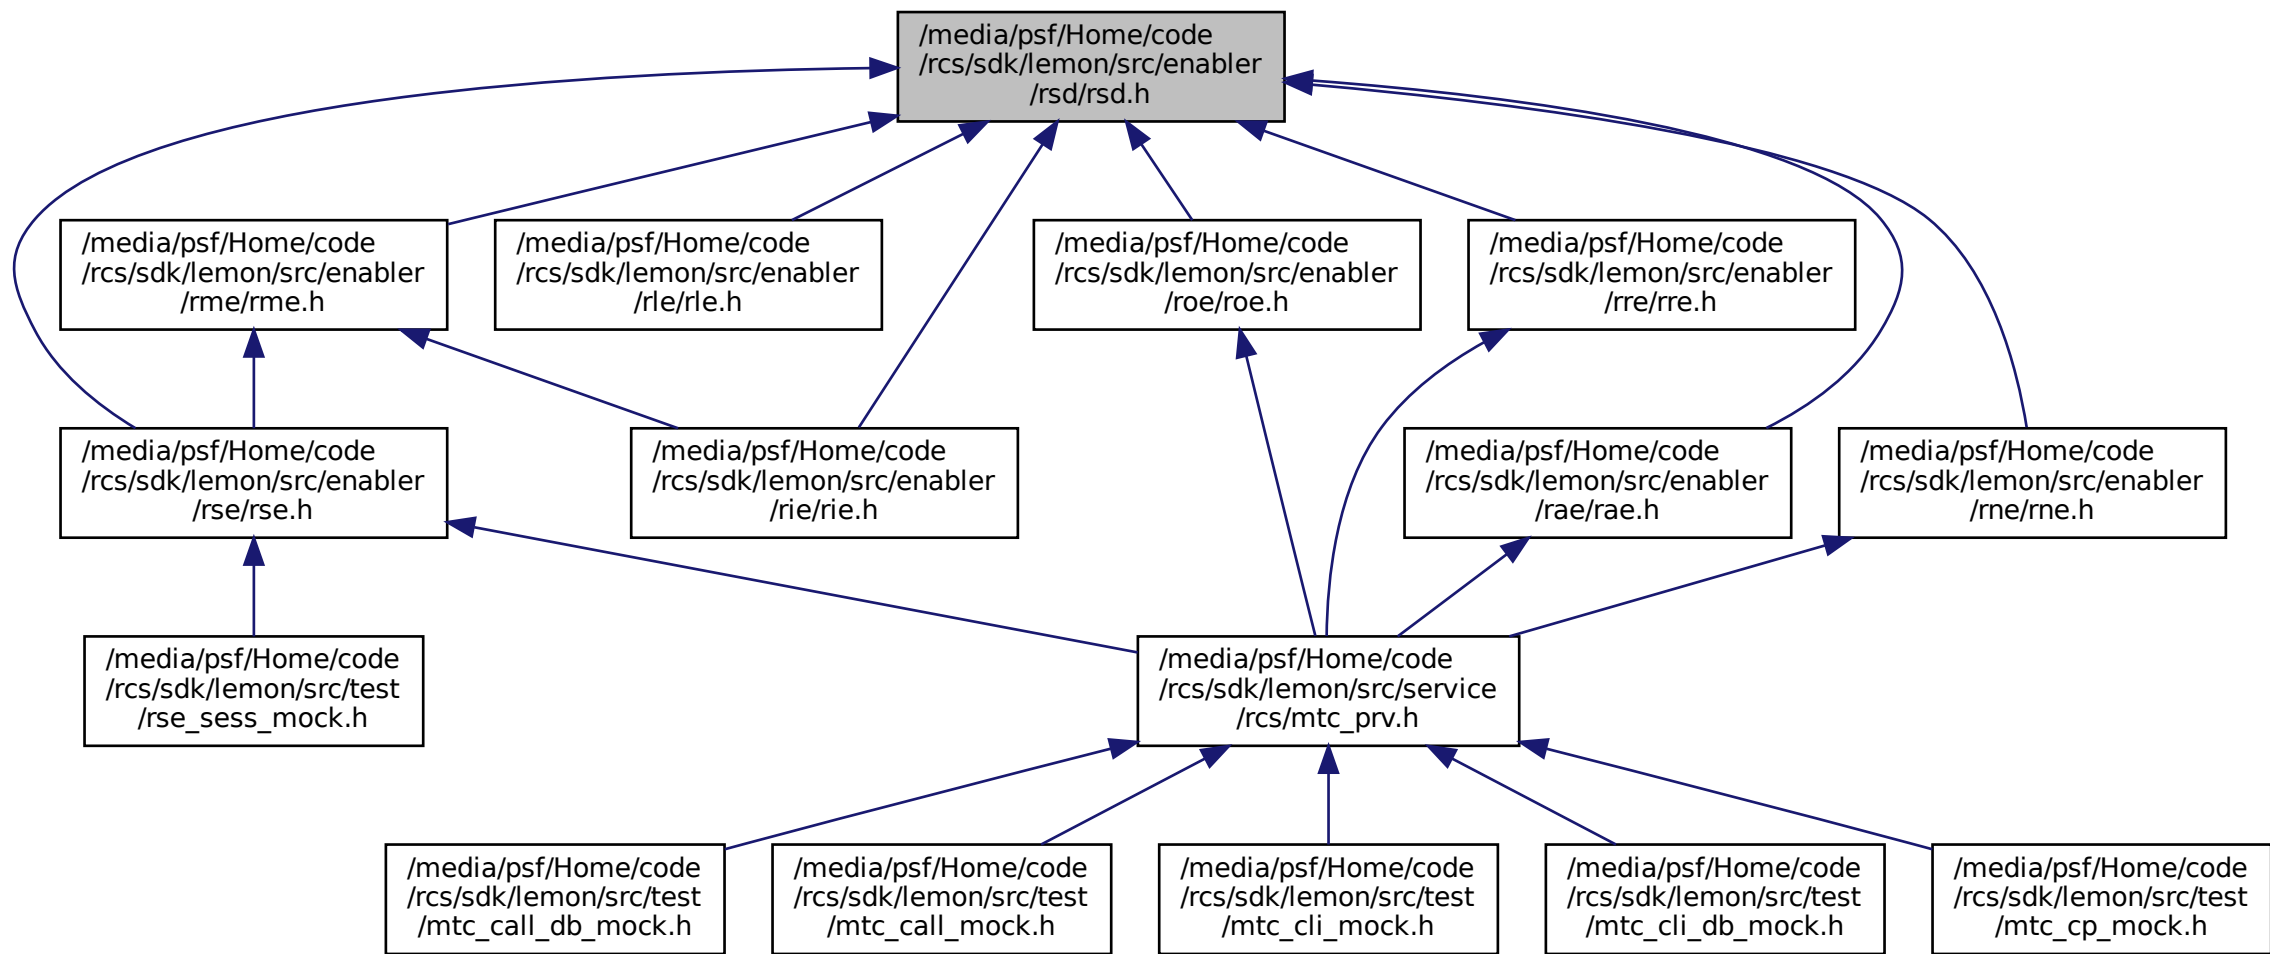 /media/psf/Home/code
/rcs/sdk/lemon/src/enabler
/rsd/rsd.h
/media/psf/Home/code
/rcs/sdk/lemon/src/enabler
/rme/rme.h
/media/psf/Home/code
/rcs/sdk/lemon/src/enabler
/rle/rle.h
/media/psf/Home/code
/rcs/sdk/lemon/src/enabler
/roe/roe.h
/media/psf/Home/code
/rcs/sdk/lemon/src/enabler
/rre/rre.h
/media/psf/Home/code
/rcs/sdk/lemon/src/enabler
/rse/rse.h
/media/psf/Home/code
/rcs/sdk/lemon/src/enabler
/rie/rie.h
/media/psf/Home/code
/rcs/sdk/lemon/src/enabler
/rae/rae.h
/media/psf/Home/code
/rcs/sdk/lemon/src/enabler
/rne/rne.h
/media/psf/Home/code
/rcs/sdk/lemon/src/test
/rse_sess_mock.h
/media/psf/Home/code
/rcs/sdk/lemon/src/service
/rcs/mtc_prv.h
/media/psf/Home/code
/rcs/sdk/lemon/src/test
/mtc_call_db_mock.h
/media/psf/Home/code
/rcs/sdk/lemon/src/test
/mtc_call_mock.h
/media/psf/Home/code
/rcs/sdk/lemon/src/test
/mtc_cli_mock.h
/media/psf/Home/code
/rcs/sdk/lemon/src/test
/mtc_cli_db_mock.h
/media/psf/Home/code
/rcs/sdk/lemon/src/test
/mtc_cp_mock.h